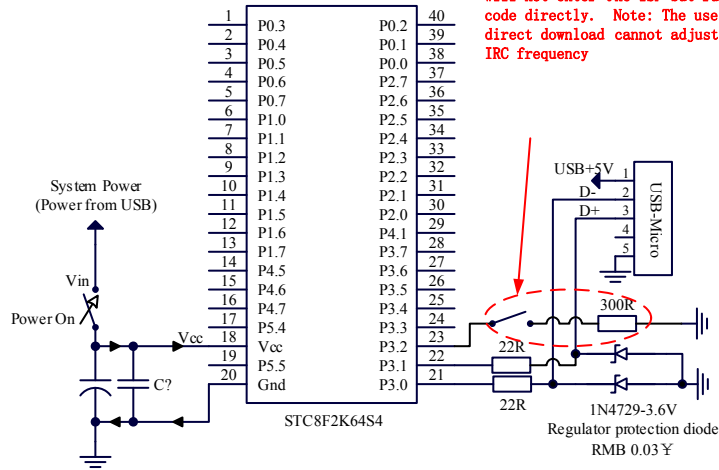 code directly. Note: The use
direct download cannot adjust
IRC frequency
1 P0.3
2 P0.4
3 P0.5
4 P0.6
5 P0.7
6 P1.0
7 P1.1
8 P1.2
9 P1.3
10 P1.4
11 P1.5
12 P1.6
13 P1.7
14 P4.5
15 P4.6
16 P4.7
17 P5.4
18 Vcc
19 P5.5
20 Gnd
P0.2 40
P0.1 39
P0.0 38
P2.7 37
P2.6 36
P2.5 35
P2.4 34
P2.3 33
P2.2 32
P2.1 31
P2.0 30
P4.1 29
P3.7 28
P3.6 27
P3.5 26
P3.4 25
P3.3 24
P3.2 23
P3.1 22
P3.0 21
STC8F2K64S4
System Power
(Power from USB)
Vin
Power On
Vcc
C?
USB+5V
D-
D+
1
2
3
4
5
USB-Micro
300R
22R
22R
1N4729-3.6V
Regulator protection diode
RMB 0.03￥